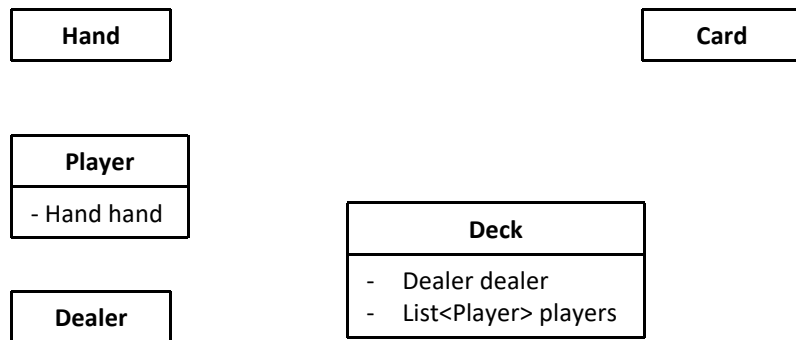 Hand
Card
Player
- Hand hand
Deck
- Dealer dealer
- List<Player> players
Dealer